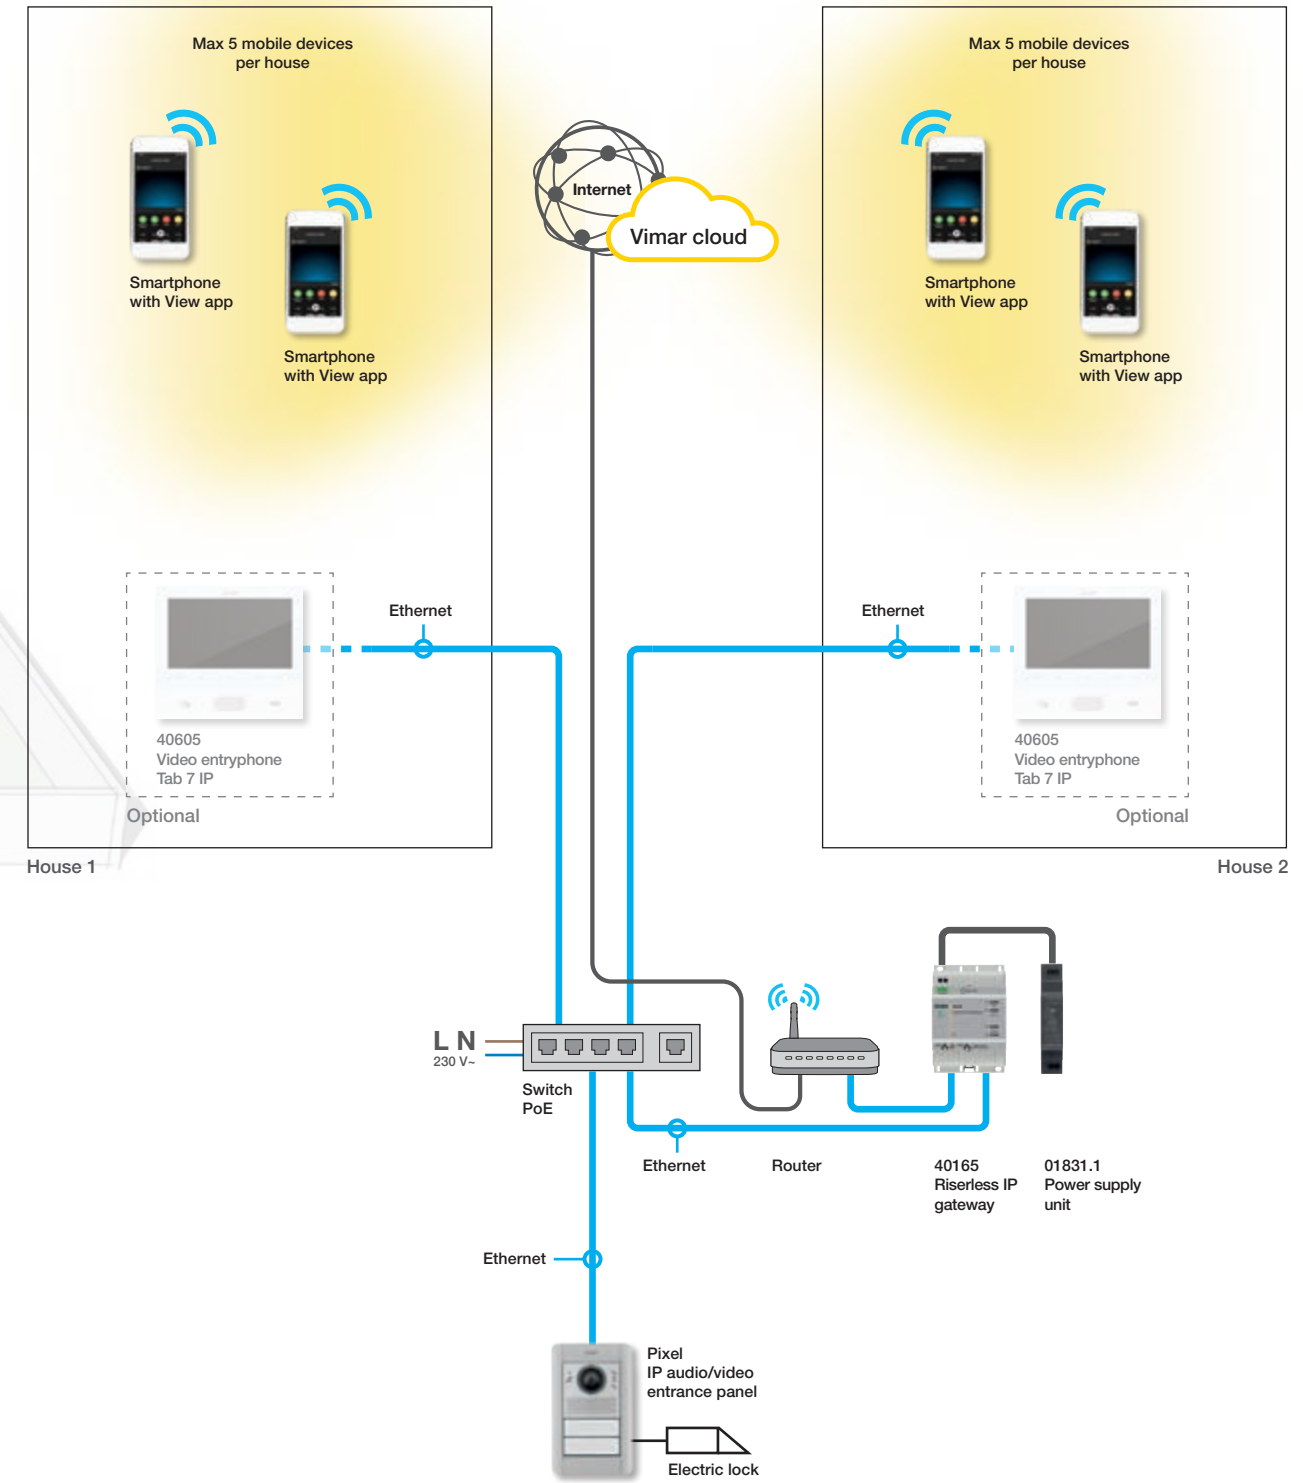 Max 5 mobile devices
per house
Max 5 mobile devices
per house
Internet
Vimar cloud
Smartphone
with View app
Smartphone
with View app
Smartphone
with View app
Smartphone
with View app
Ethernet
Ethernet
40605
Video entryphone
Tab 7 IP
Optional
40605
Video entryphone
Tab 7 IP
Optional
House 1
House 2
L N
230 V~
Switch
PoE
Ethernet
Router
40165
Riserless IP
gateway
01831.1
Power supply
unit
Ethernet
Pixel
IP audio/video
entrance panel
Electric lock